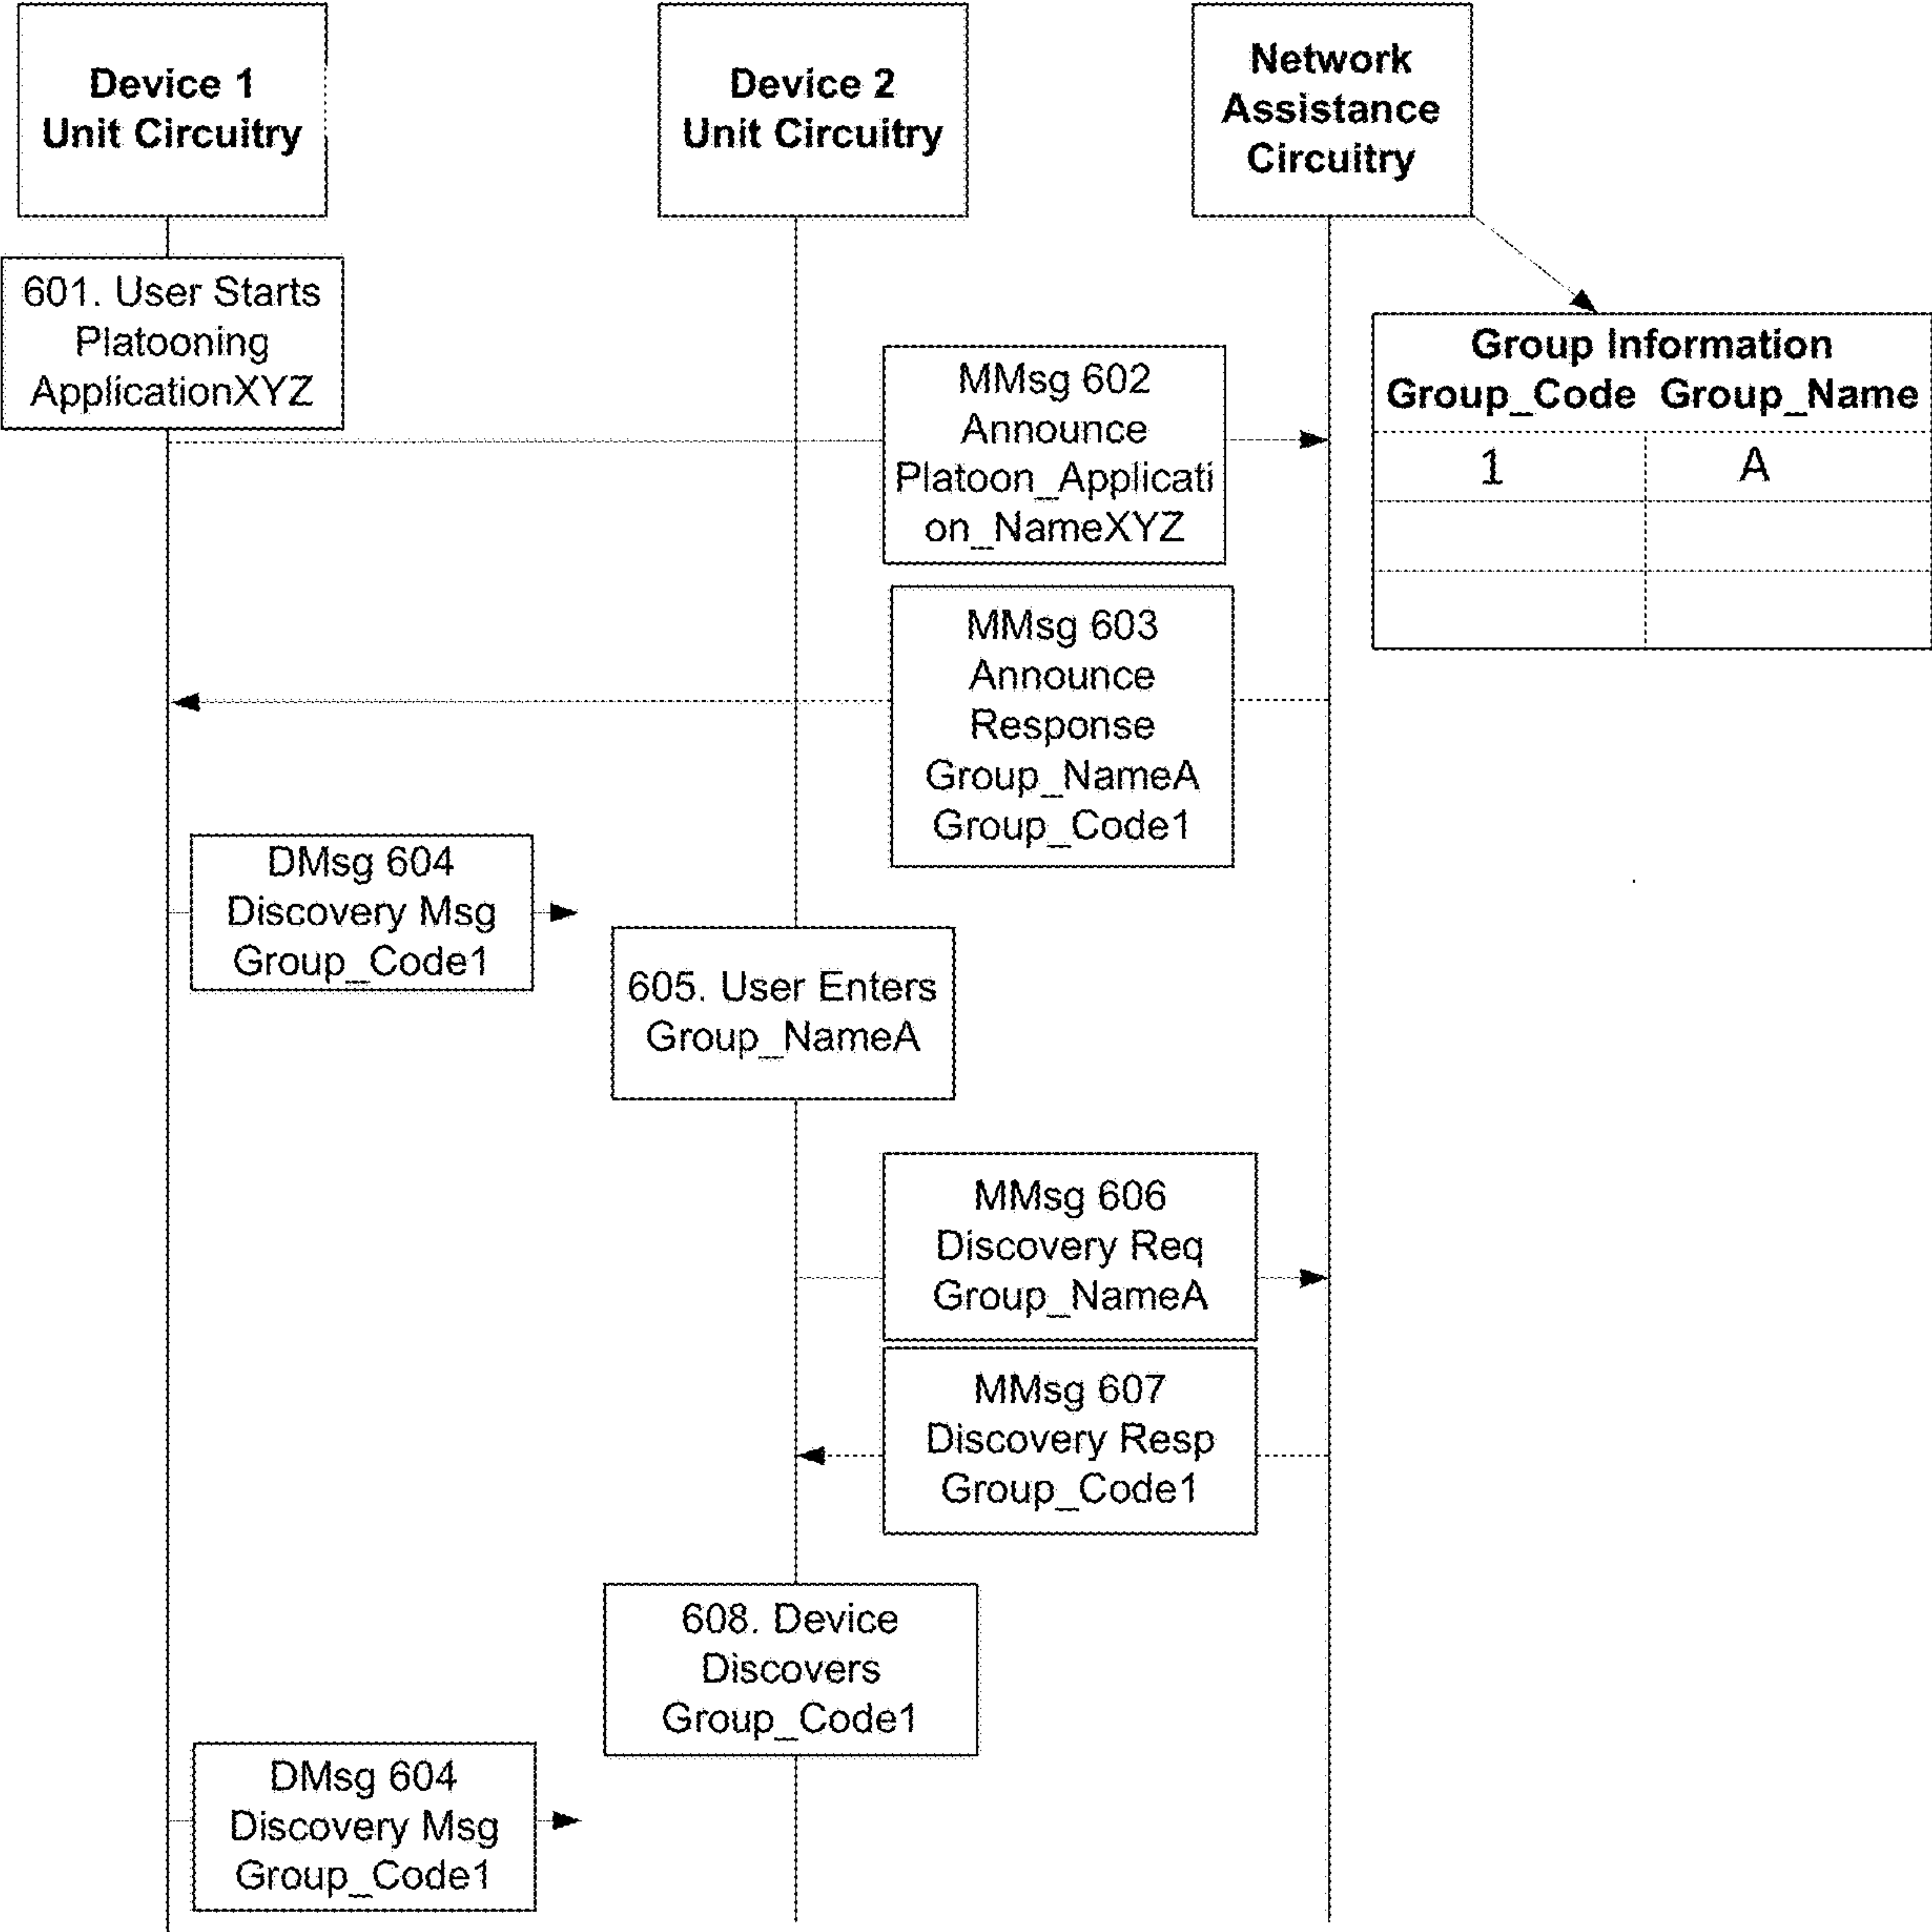 Device 1
Unit Circuitry
Device 2
Unit Circuitry
Network
Assistance
Circuitry
601. User Starts
Platooning
ApplicationXYZ
Group Information
Group_Code Group_Name
1 A
MMsg 602
Announce
Platoon_Applicati
on_NameXYZ
MMsg 603
Announce
Response
Group_NameA
Group_Code1
DMsg 604
Discovery Msg
Group_Code1
605. User Enters
Group_NameA
MMsg 606
Discovery Req
Group_NameA
MMsg 607
Discovery Resp
Group_Code1
608. Device
Discovers
Group_Code1
DMsg 604
Discovery Msg
Group_Code1